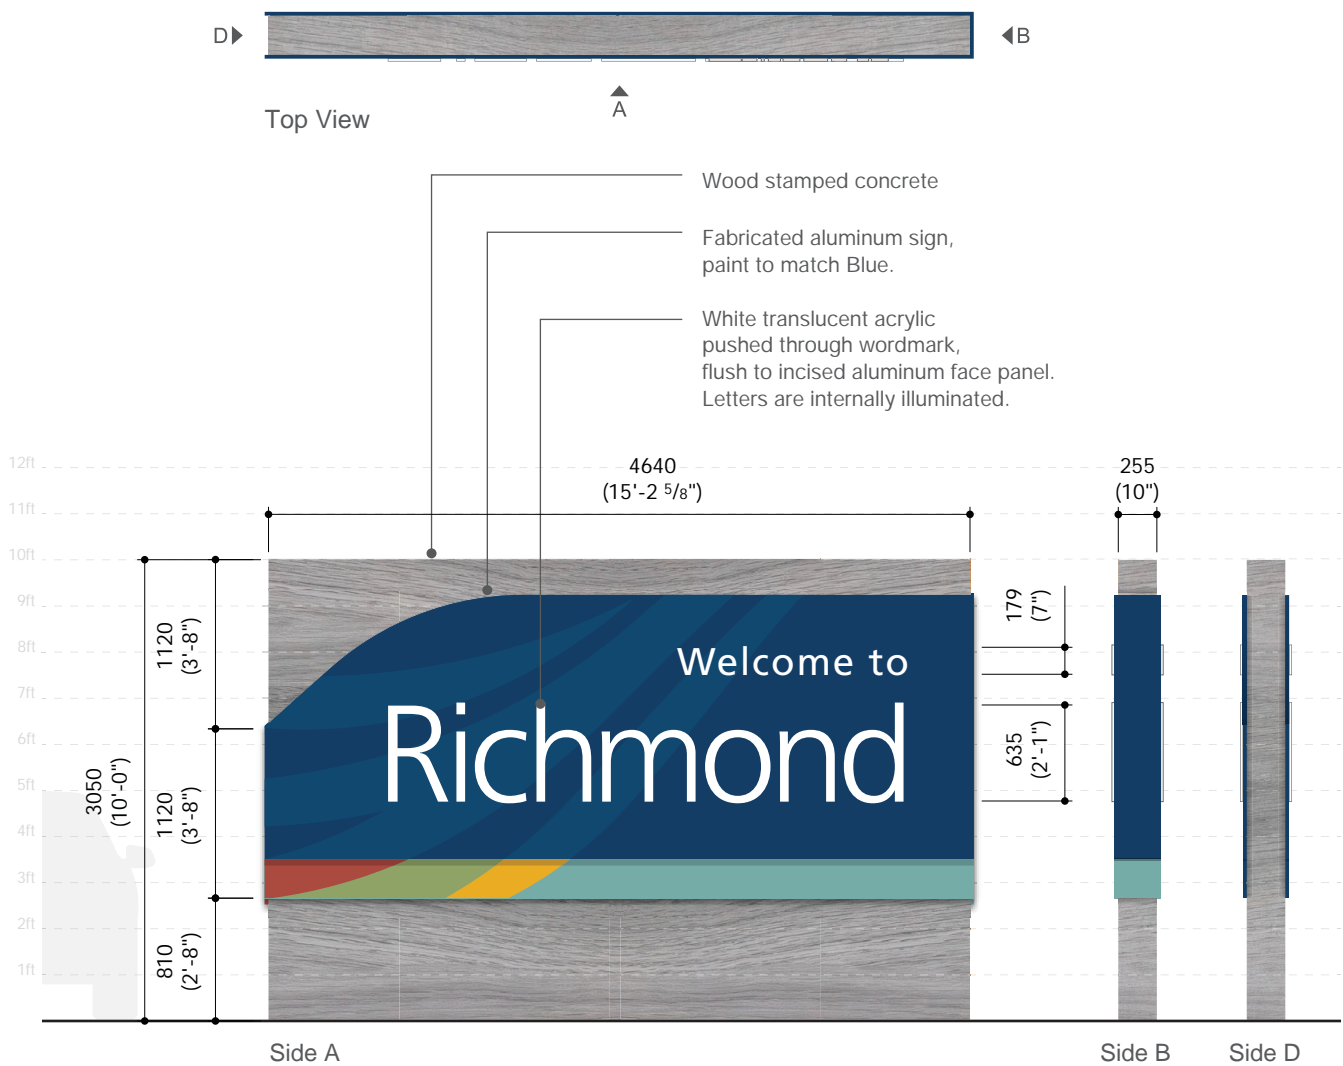 D
B
A
Top View
Wood stamped concrete
Fabricated aluminum sign,
paint to match Blue.
White translucent acrylic
pushed through wordmark,
flush to incised aluminum face panel.
Letters are internally illuminated.
12ft
11ft
10ft
9ft
8ft
7ft
6ft
5ft
4ft
3ft
2ft
1ft
4640
(15'-2 5/8")
255
(10")
3050
(10'-0")
1120
(3'-8")
1120
(3'-8")
810
(2'-8")
179
(7")
635
(2'-1")
Welcome to
Richmond
Side A
Side B
Side D